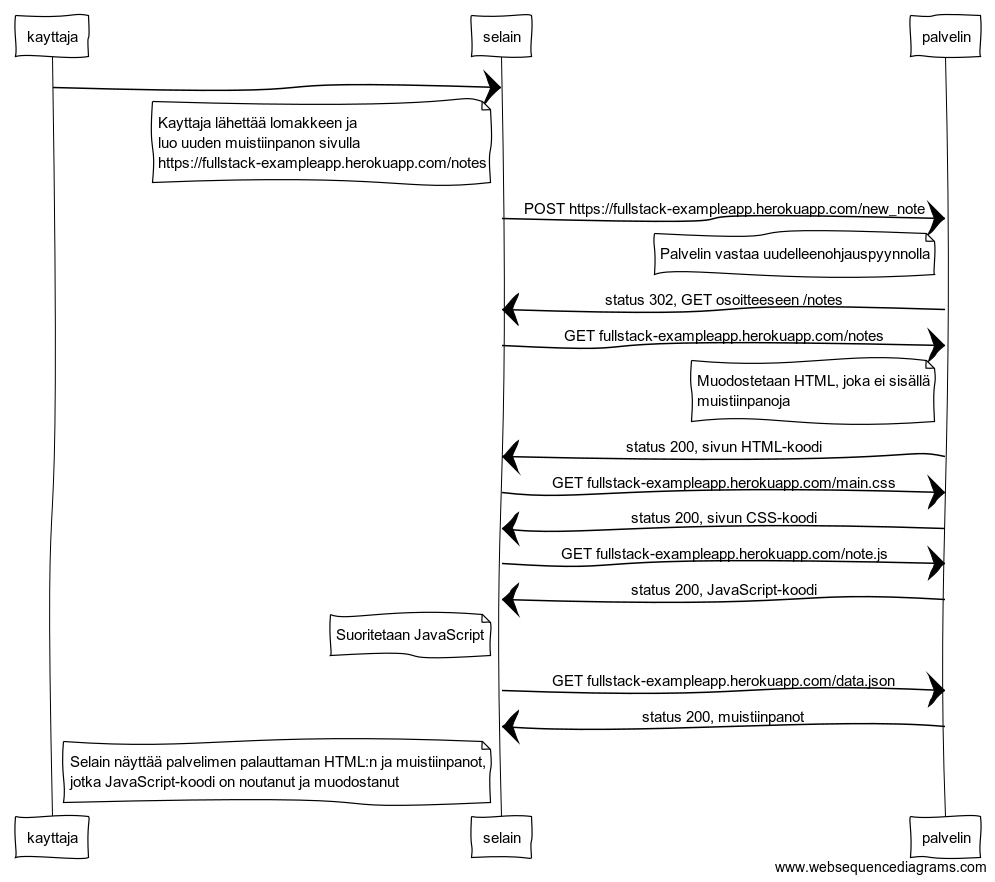 kayttaja
selain
palvelin
Kayttaja lähettää lomakkeen ja
luo uuden muistiinpanon sivulla
https://fullstack-exampleapp.herokuapp.com/notes
POST https://fullstack-exampleapp.herokuapp.com/new_note
Palvelin vastaa uudelleenohjauspyynnolla
status 302, GET osoitteeseen /notes
GET fullstack-exampleapp.herokuapp.com/notes
Muodostetaan HTML, joka ei sisällä
muistiinpanoja
status 200, sivun HTML-koodi
GET fullstack-exampleapp.herokuapp.com/main.css
status 200, sivun CSS-koodi
GET fullstack-exampleapp.herokuapp.com/note.js
status 200, JavaScript-koodi
Suoritetaan JavaScript
GET fullstack-exampleapp.herokuapp.com/data.json
status 200, muistiinpanot
Selain näyttää palvelimen palauttaman HTML:n ja muistiinpanot,
jotka JavaScript-koodi on noutanut ja muodostanut
kayttaja
selain
palvelin
www.websequencediagrams.com